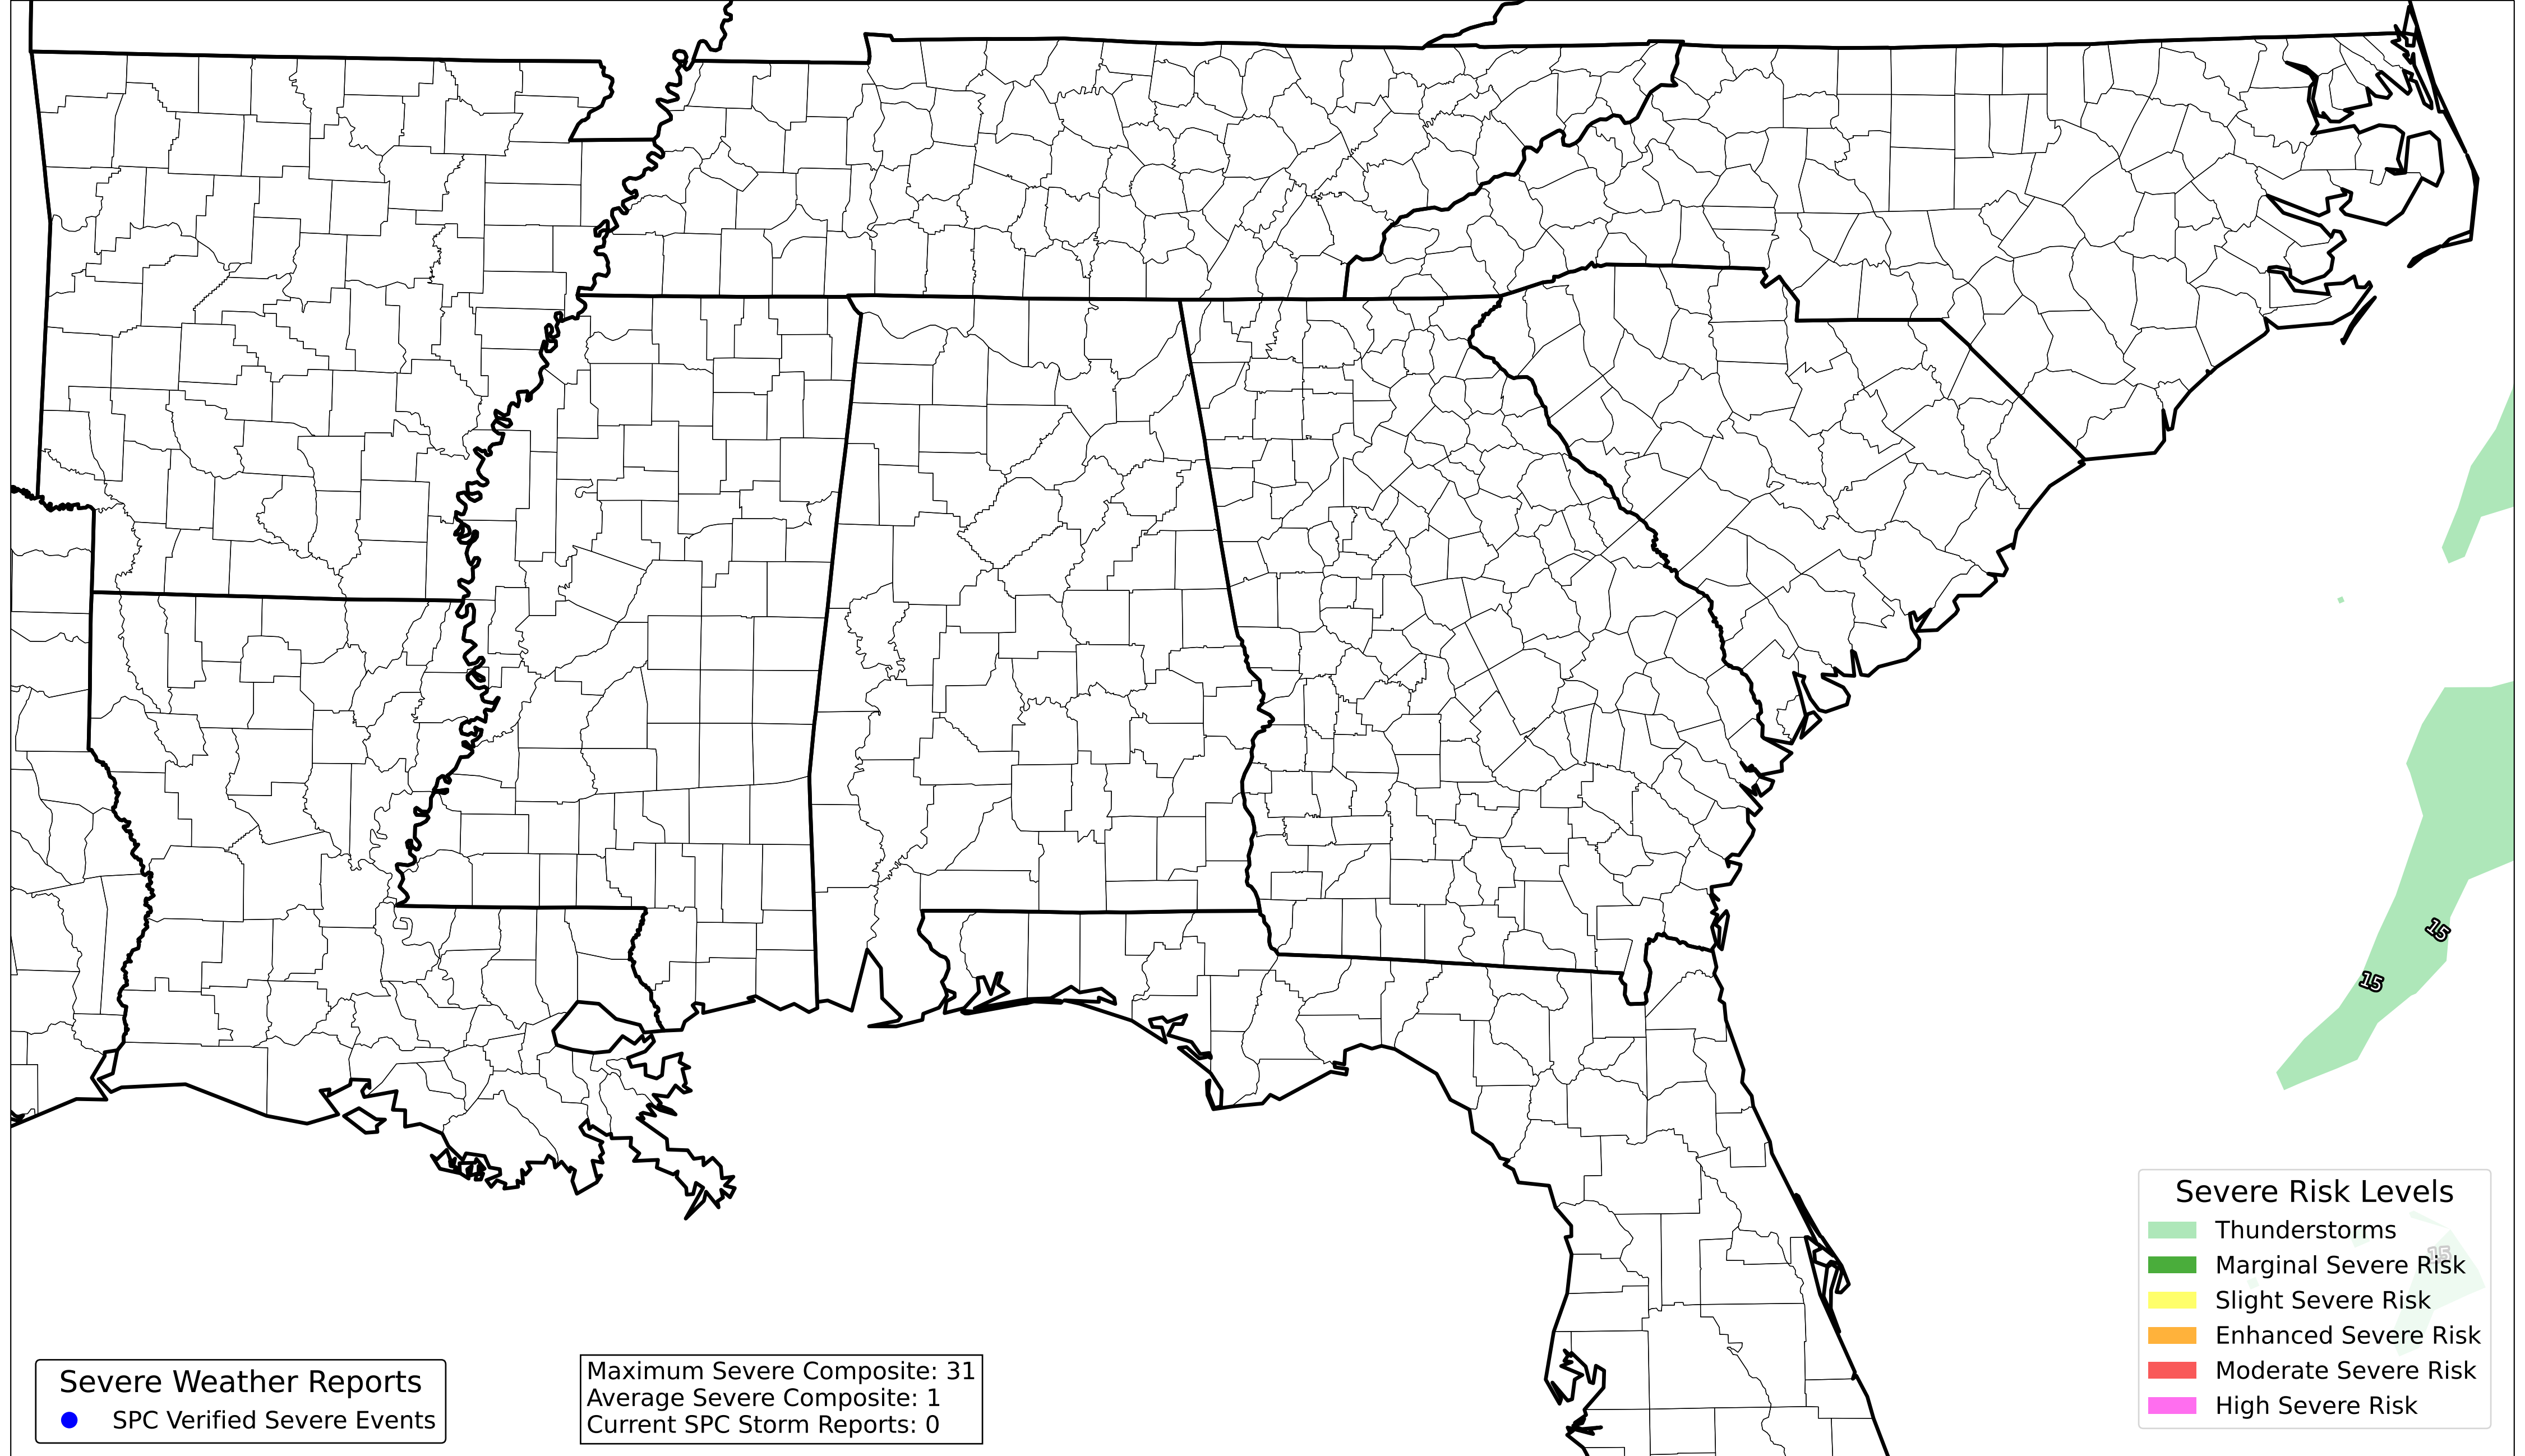 15
15
Severe Risk Levels
Thunderstorms
15
Marginal Severe Risk
Slight Severe Risk
Enhanced Severe Risk
Moderate Severe Risk
High Severe Risk
Severe Weather Reports
SPC Verified Severe Events
Maximum Severe Composite: 31
Average Severe Composite: 1
Current SPC Storm Reports: 0